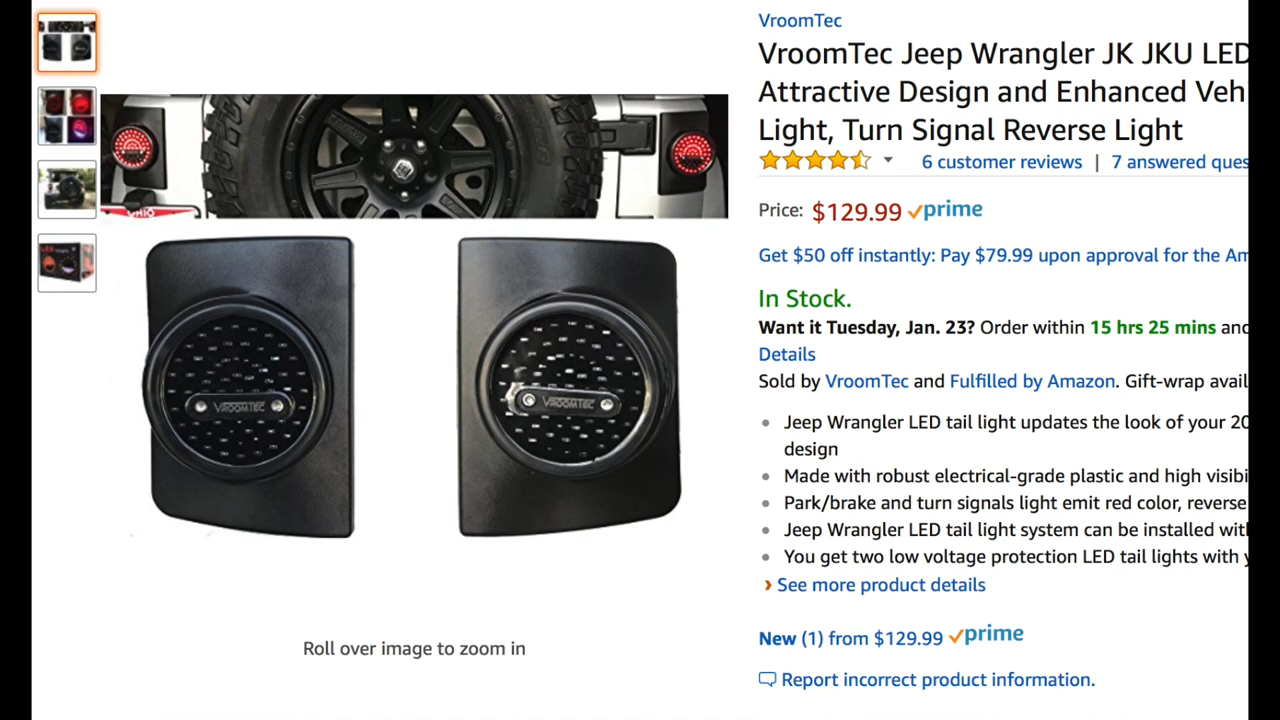 VroomTec
VroomTec Jeep Wrangler JK JKU LED
Attractive Design and Enhanced Veh
Light, Turn Signal Reverse Light
6 customer reviews | 7 answered ques
Price: $129.99 prime
Get $50 off instantly: Pay $79.99 upon approval for the Am
In Stock.
Want it Tuesday, Jan. 23? Order within 15 hrs 25 mins and
Details
Sold by VroomTec and Fulfilled by Amazon. Gift-wrap avail
Jeep Wrangler LED tail light updates the look of your 20
design
Made with robust electrical-grade plastic and high visibi
Park/brake and turn signals light emit red color, reverse
Jeep Wrangler LED tail light system can be installed wit
You get two low voltage protection LED tail lights with y
› See more product details
New (1) from $129.99 prime
Report incorrect product information.
OHIO
VROOMTEC
VROOMTEC
Roll over image to zoom in